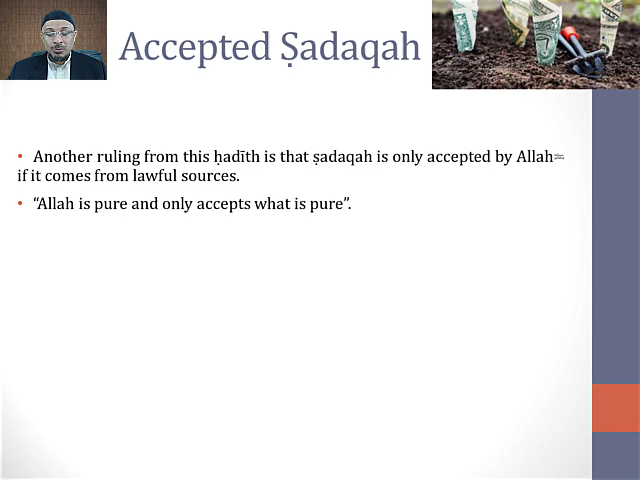 Accepted Ṣadaqah
• Another ruling from this ḥadīth is that ṣadaqah is only accepted by Allah
if it comes from lawful sources.
• “Allah is pure and only accepts what is pure”.